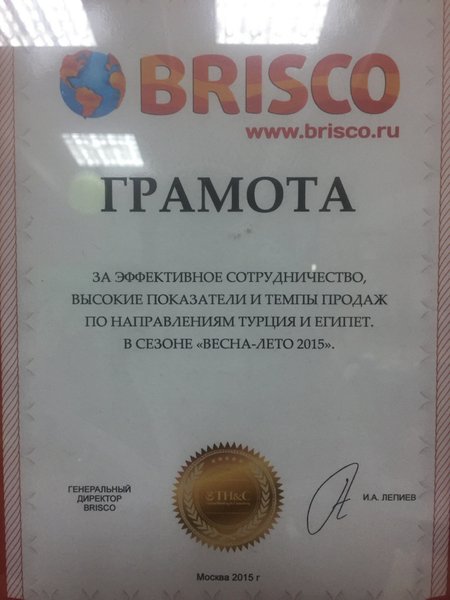 BRISCO
www.brisco.ru
ГРАМОТА
ЗА ЭФФЕКТИВНОЕ СОТРУДНИЧЕСТВО,
ВЫСОКИЕ ПОКАЗАТЕЛИ И ТЕМПЫ ПРОДАЖ
ПО НАПРАВЛЕНИЯМ ТУРЦИЯ И ЕГИПЕТ.
В СЕЗОНЕ «ВЕСНА-ЛЕТО 2015».
ГЕНЕРАЛЬНЫЙ
ДИРЕКТОР
BRISCO
TH&C
И.А. ЛЕПИЕВ
Москва 2015 г